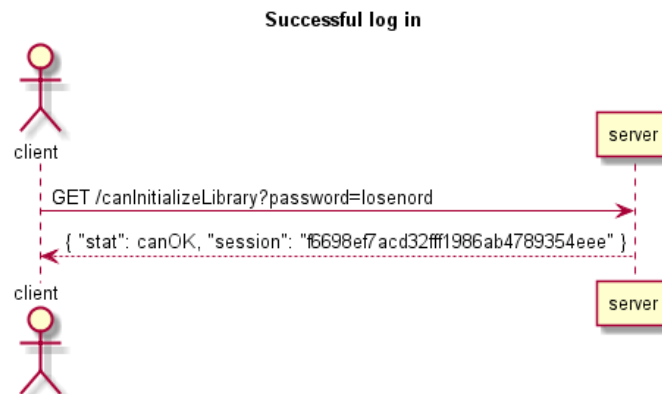 Successful log in
client
server
GET /canInitializeLibrary?password=losenord
{ "stat": canOK, "session": "f6698ef7acd32fff1986ab4789354eee" }
client
server